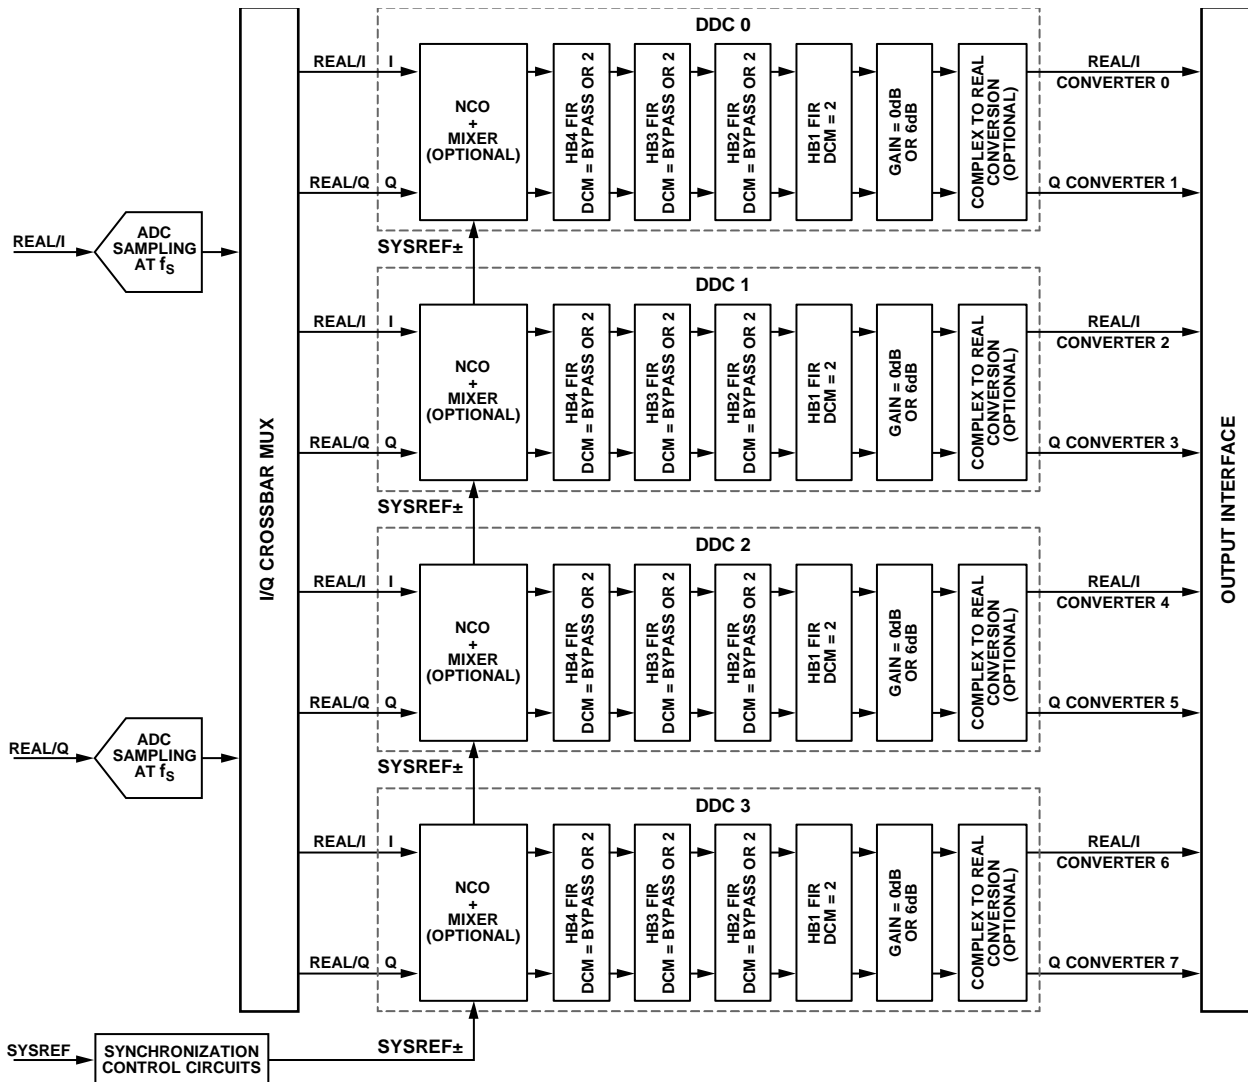 DDC 0
REAL/I I
REAL/Q Q
NCO
+
MIXER
(OPTIONAL)
HB4 FIR
DCM = BYPASS OR 2
HB3 FIR
DCM = BYPASS OR 2
HB2 FIR
DCM = BYPASS OR 2
HB1 FIR
DCM = 2
GAIN = 0dB
OR 6dB
COMPLEX TO REAL
CONVERSION
(OPTIONAL)
REAL/I
CONVERTER 0
Q CONVERTER 1
SYSREF±
REAL/I
ADC
SAMPLING
AT fS
I/Q CROSSBAR MUX
DDC 1
REAL/I I
REAL/Q Q
NCO
+
MIXER
(OPTIONAL)
HB4 FIR
DCM = BYPASS OR 2
HB3 FIR
DCM = BYPASS OR 2
HB2 FIR
DCM = BYPASS OR 2
HB1 FIR
DCM = 2
GAIN = 0dB
OR 6dB
COMPLEX TO REAL
CONVERSION
(OPTIONAL)
REAL/I
CONVERTER 2
Q CONVERTER 3
OUTPUT INTERFACE
SYSREF±
DDC 2
REAL/I I
REAL/Q Q
NCO
+
MIXER
(OPTIONAL)
HB4 FIR
DCM = BYPASS OR 2
HB3 FIR
DCM = BYPASS OR 2
HB2 FIR
DCM = BYPASS OR 2
HB1 FIR
DCM = 2
GAIN = 0dB
OR 6dB
COMPLEX TO REAL
CONVERSION
(OPTIONAL)
REAL/I
CONVERTER 4
Q CONVERTER 5
REAL/Q
ADC
SAMPLING
AT fS
SYSREF±
DDC 3
REAL/I I
REAL/Q Q
NCO
+
MIXER
(OPTIONAL)
HB4 FIR
DCM = BYPASS OR 2
HB3 FIR
DCM = BYPASS OR 2
HB2 FIR
DCM = BYPASS OR 2
HB1 FIR
DCM = 2
GAIN = 0dB
OR 6dB
COMPLEX TO REAL
CONVERSION
(OPTIONAL)
REAL/I
CONVERTER 6
Q CONVERTER 7
SYSREF
SYNCHRONIZATION
CONTROL CIRCUITS
SYSREF±